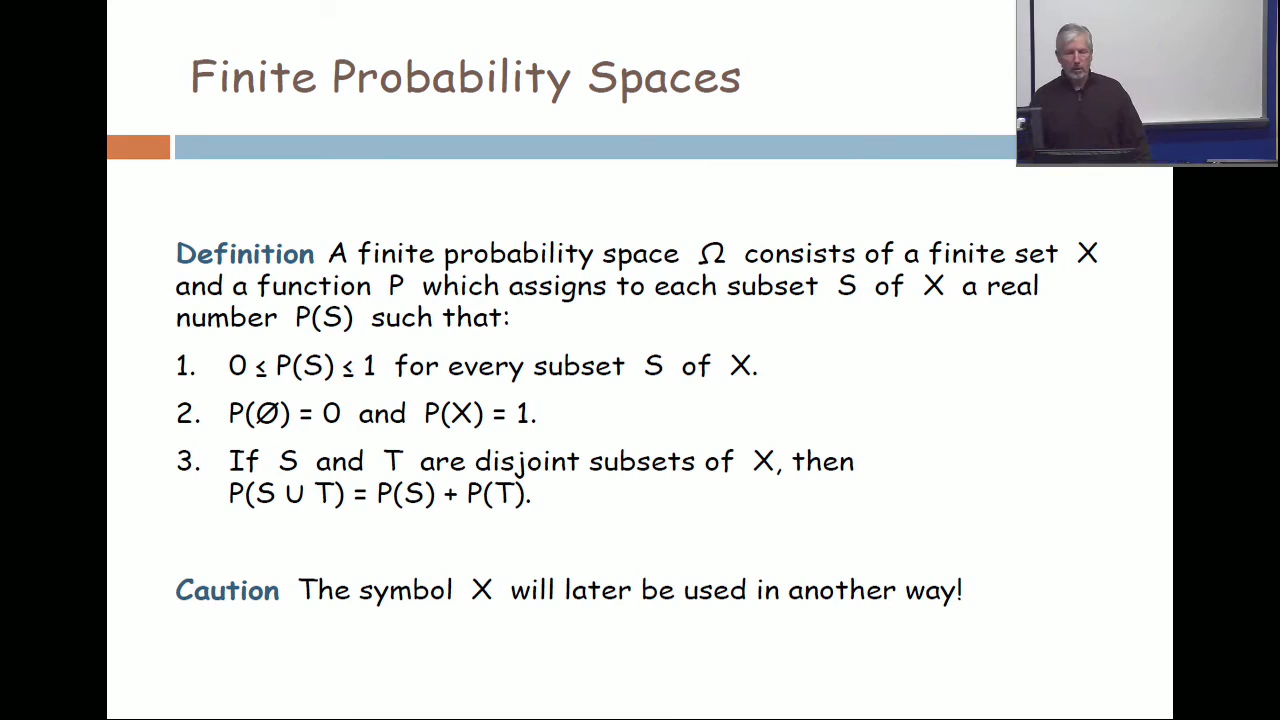 Finite Probability Spaces
Definition A finite probability space Ω consists of a finite set X
and a function P which assigns to each subset S of X a real
number P(S) such that:
1. 0 ≤ P(S) ≤ 1 for every subset S of X.
2. P(Ø) = 0 and P(X) = 1.
3. If S and T are disjoint subsets of X, then
P(S ∪ T) = P(S) + P(T).
Caution The symbol X will later be used in another way!